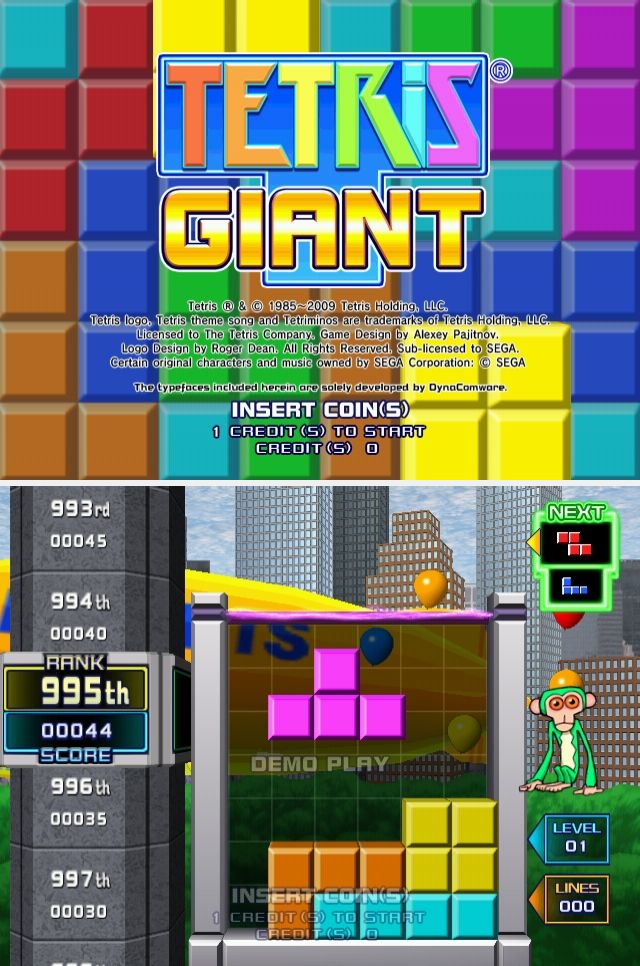 TETRIS®
GIANT
Tetris ® & © 1985~2009 Tetris Holding, LLC.
Tetris logo, Tetris theme song and Tetriminos are trademarks of Tetris Holding, LLC.
Licensed to The Tetris Company. Game Design by Alexey Pajitnov.
Logo Design by Roger Dean. All Rights Reserved. Sub-licensed to SEGA.
Certain original characters and music owned by SEGA Corporation: © SEGA
The typefaces included herein are solely developed by DynaComware.
INSERT COIN(S)
1 CREDIT(S) TO START
CREDIT(S) 0
993rd
00045
994th
00040
RANK
995th
00044
SCORE
996th
00035
997th
00030
NEXT
DEMO PLAY
LEVEL
01
LINES
000
INSERT COIN(S)
1 CREDIT(S) TO START
CREDIT(S) 0